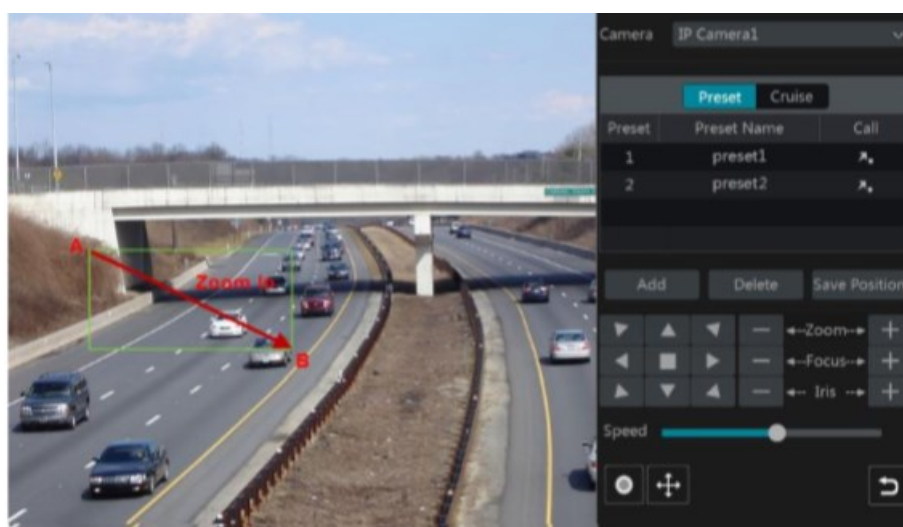 Camera IP Camera1
Preset Cruise
Preset Preset Name Call
1 preset1
2 preset2
A
Zoom in
B
Add Delete Save Position
Zoom
Focus
Iris
Speed